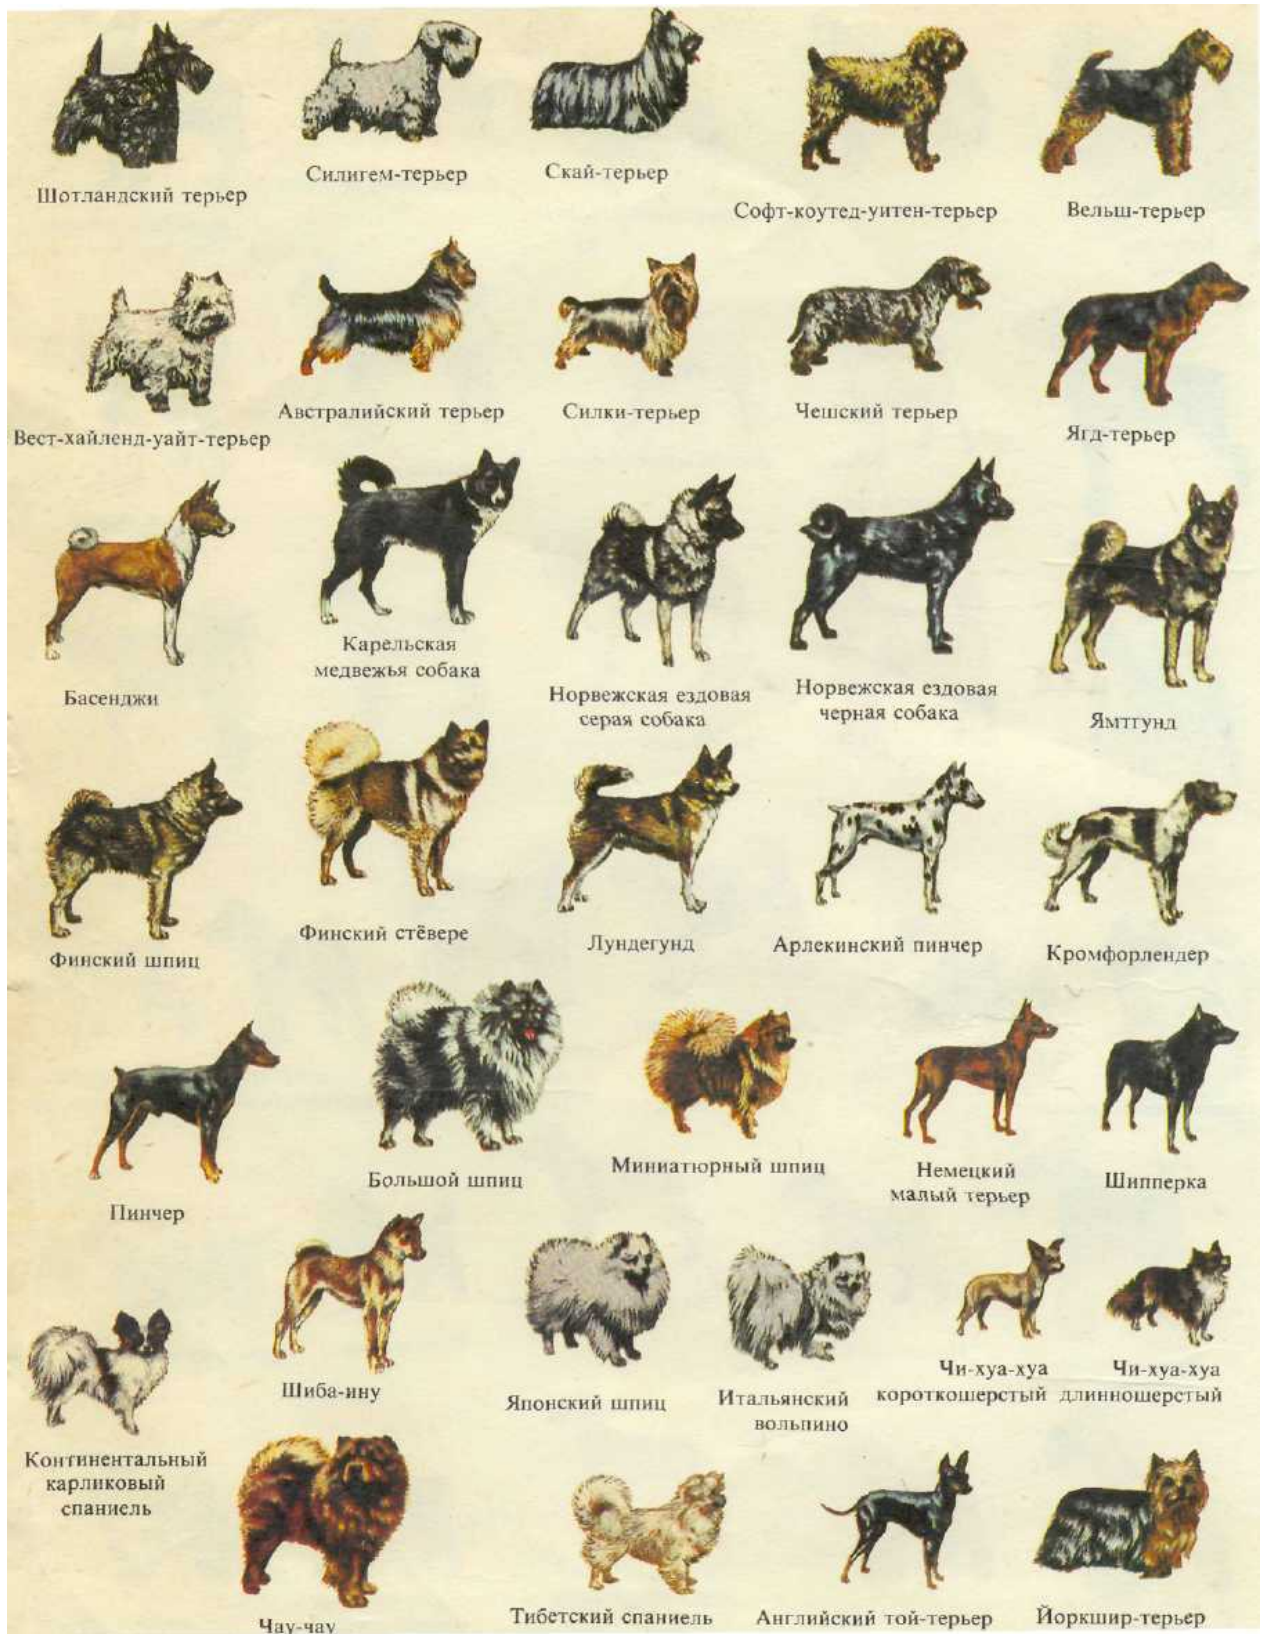 Шотландский терьер
Силигем-терьер
Скай-терьер
Софт-коутед-уитен-терьер
Вельш-терьер
Вест-хайленд-уайт-терьер
Австралийский терьер
Силки-терьер
Чешский терьер
Ягд-терьер
Басенджи
Карельская
медвежья собака
Норвежская ездовая
серая собака
Норвежская ездовая
черная собака
Ямтгунд
Финский шпиц
Финский стёвере
Лундегунд
Арлекинский пинчер
Кромфорлендер
Пинчер
Большой шпиц
Миниатюрный шпиц
Немецкий
малый терьер
Шипперка
Континентальный
карликовый
спаниель
Шиба-ину
Японский шпиц
Итальянский
вольпино
Чи-хуа-хуа
короткошерстый
Чи-хуа-хуа
длинношерстый
Чау-чау
Тибетский спаниель
Английский той-терьер
Йоркшир-терьер